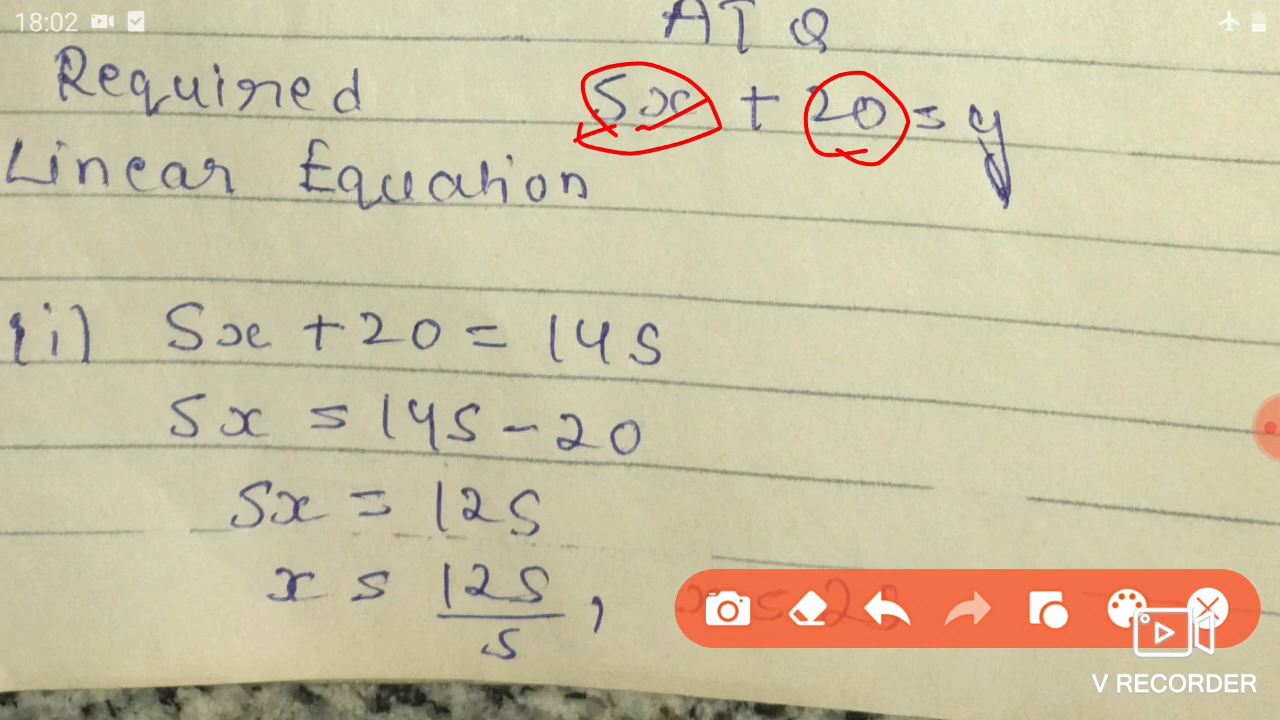 18:02
ATQ
Required 5x + 20 = y
Linear Equation
(i) 5x + 20 = 145
5x = 145 - 20
5x = 125
x = 125/5, x = 25
V RECORDER